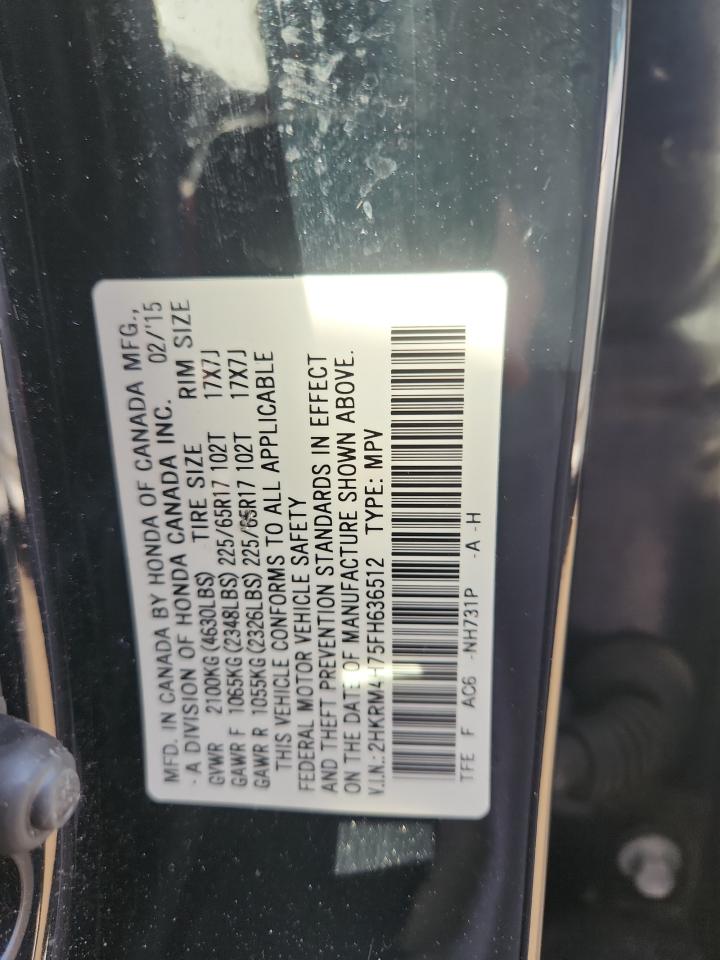 MFD. IN CANADA BY HONDA OF CANADA MFG.,
A DIVISION OF HONDA CANADA INC. 02/'15
GVWR 2100KG(4630LBS) TIRE SIZE RIM SIZE
GAWR F 1065KG(2348LBS) 225/65R17 102T 17X7J
GAWR R 1055KG(2326LBS) 225/65R17 102T 17X7J
THIS VEHICLE CONFORMS TO ALL APPLICABLE
FEDERAL MOTOR VEHICLE SAFETY
AND THEFT PREVENTION STANDARDS IN EFFECT
ON THE DATE OF MANUFACTURE SHOWN ABOVE.
V.I.N.: 2HKRM4H75FH636512 TYPE: MPV
TFE F AC6 -NH731P -A -H